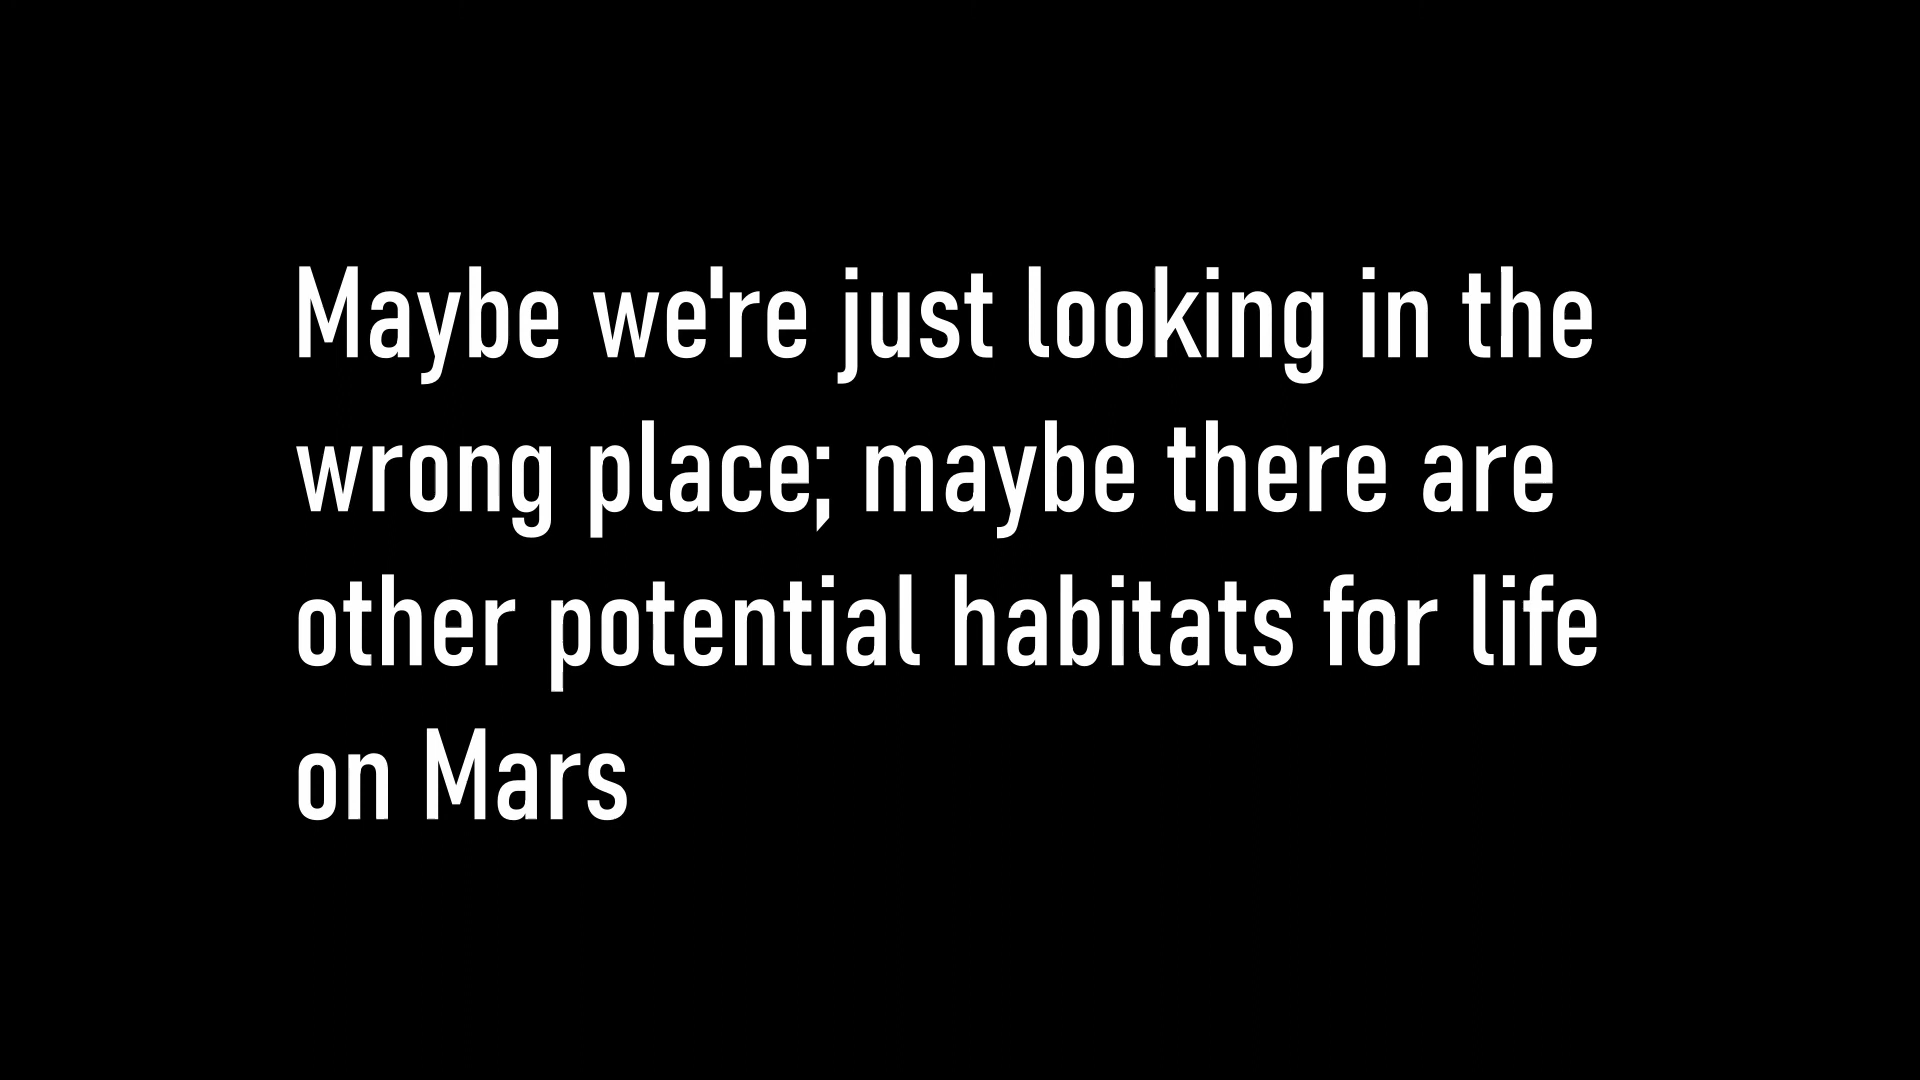 Maybe we're just looking in the
wrong place; maybe there are
other potential habitats for life
on Mars